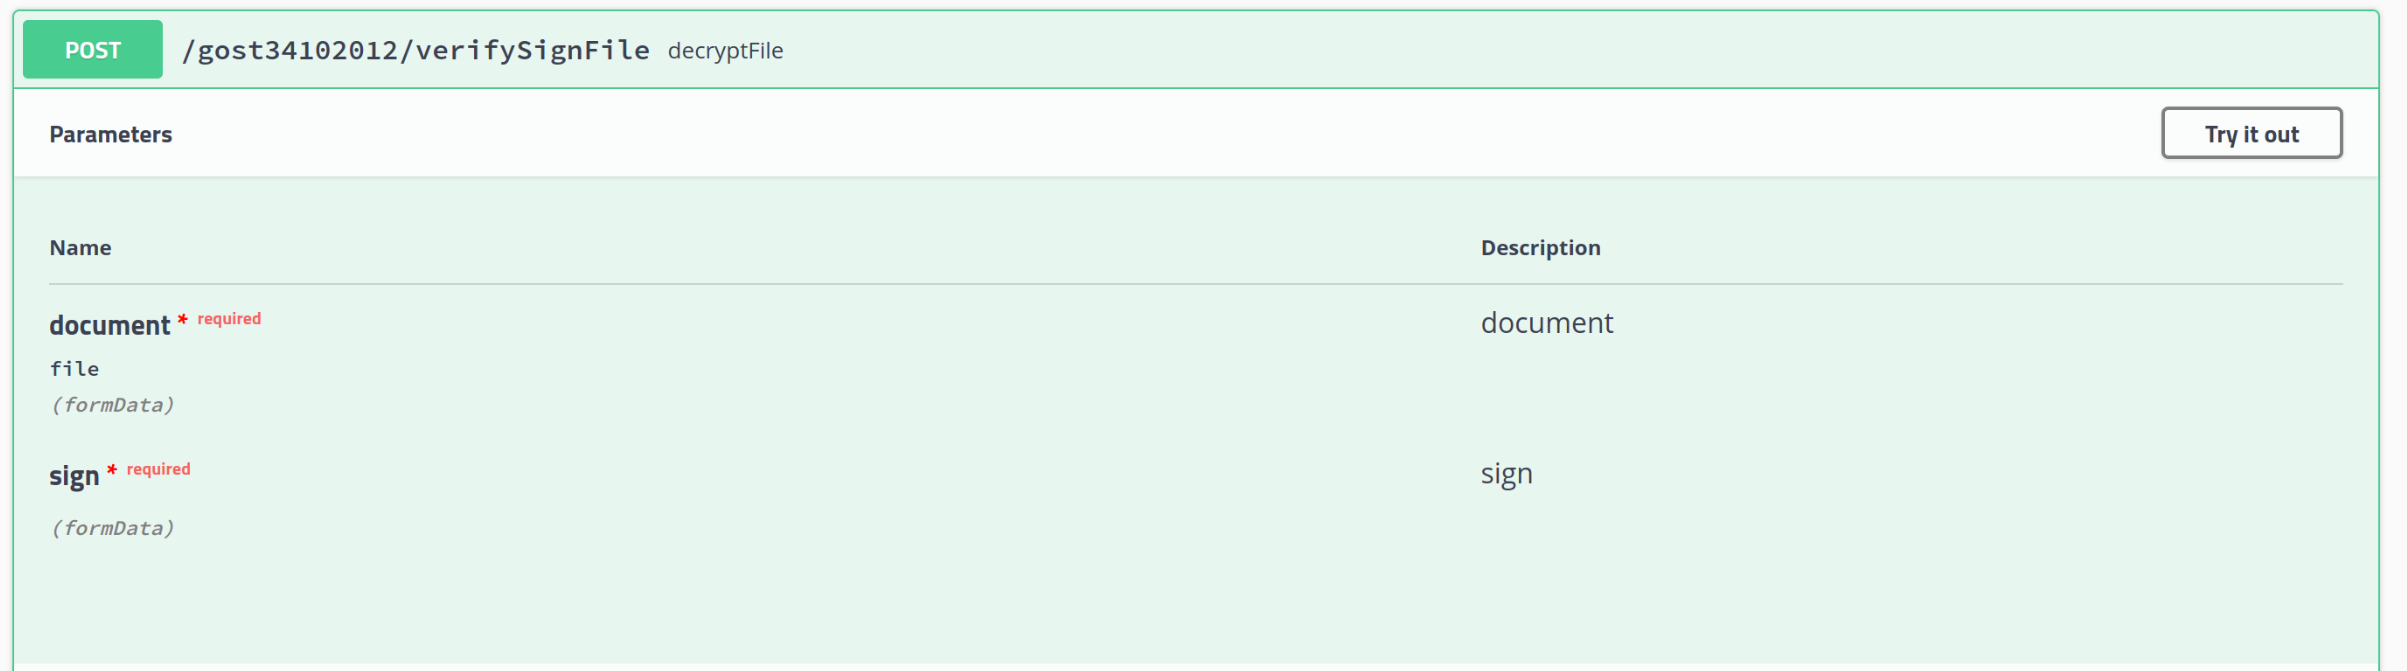 POST /gost34102012/verifySignFile decryptFile
Parameters Try it out
Name Description
document * required document
file
(formData)
sign * required sign
(formData)